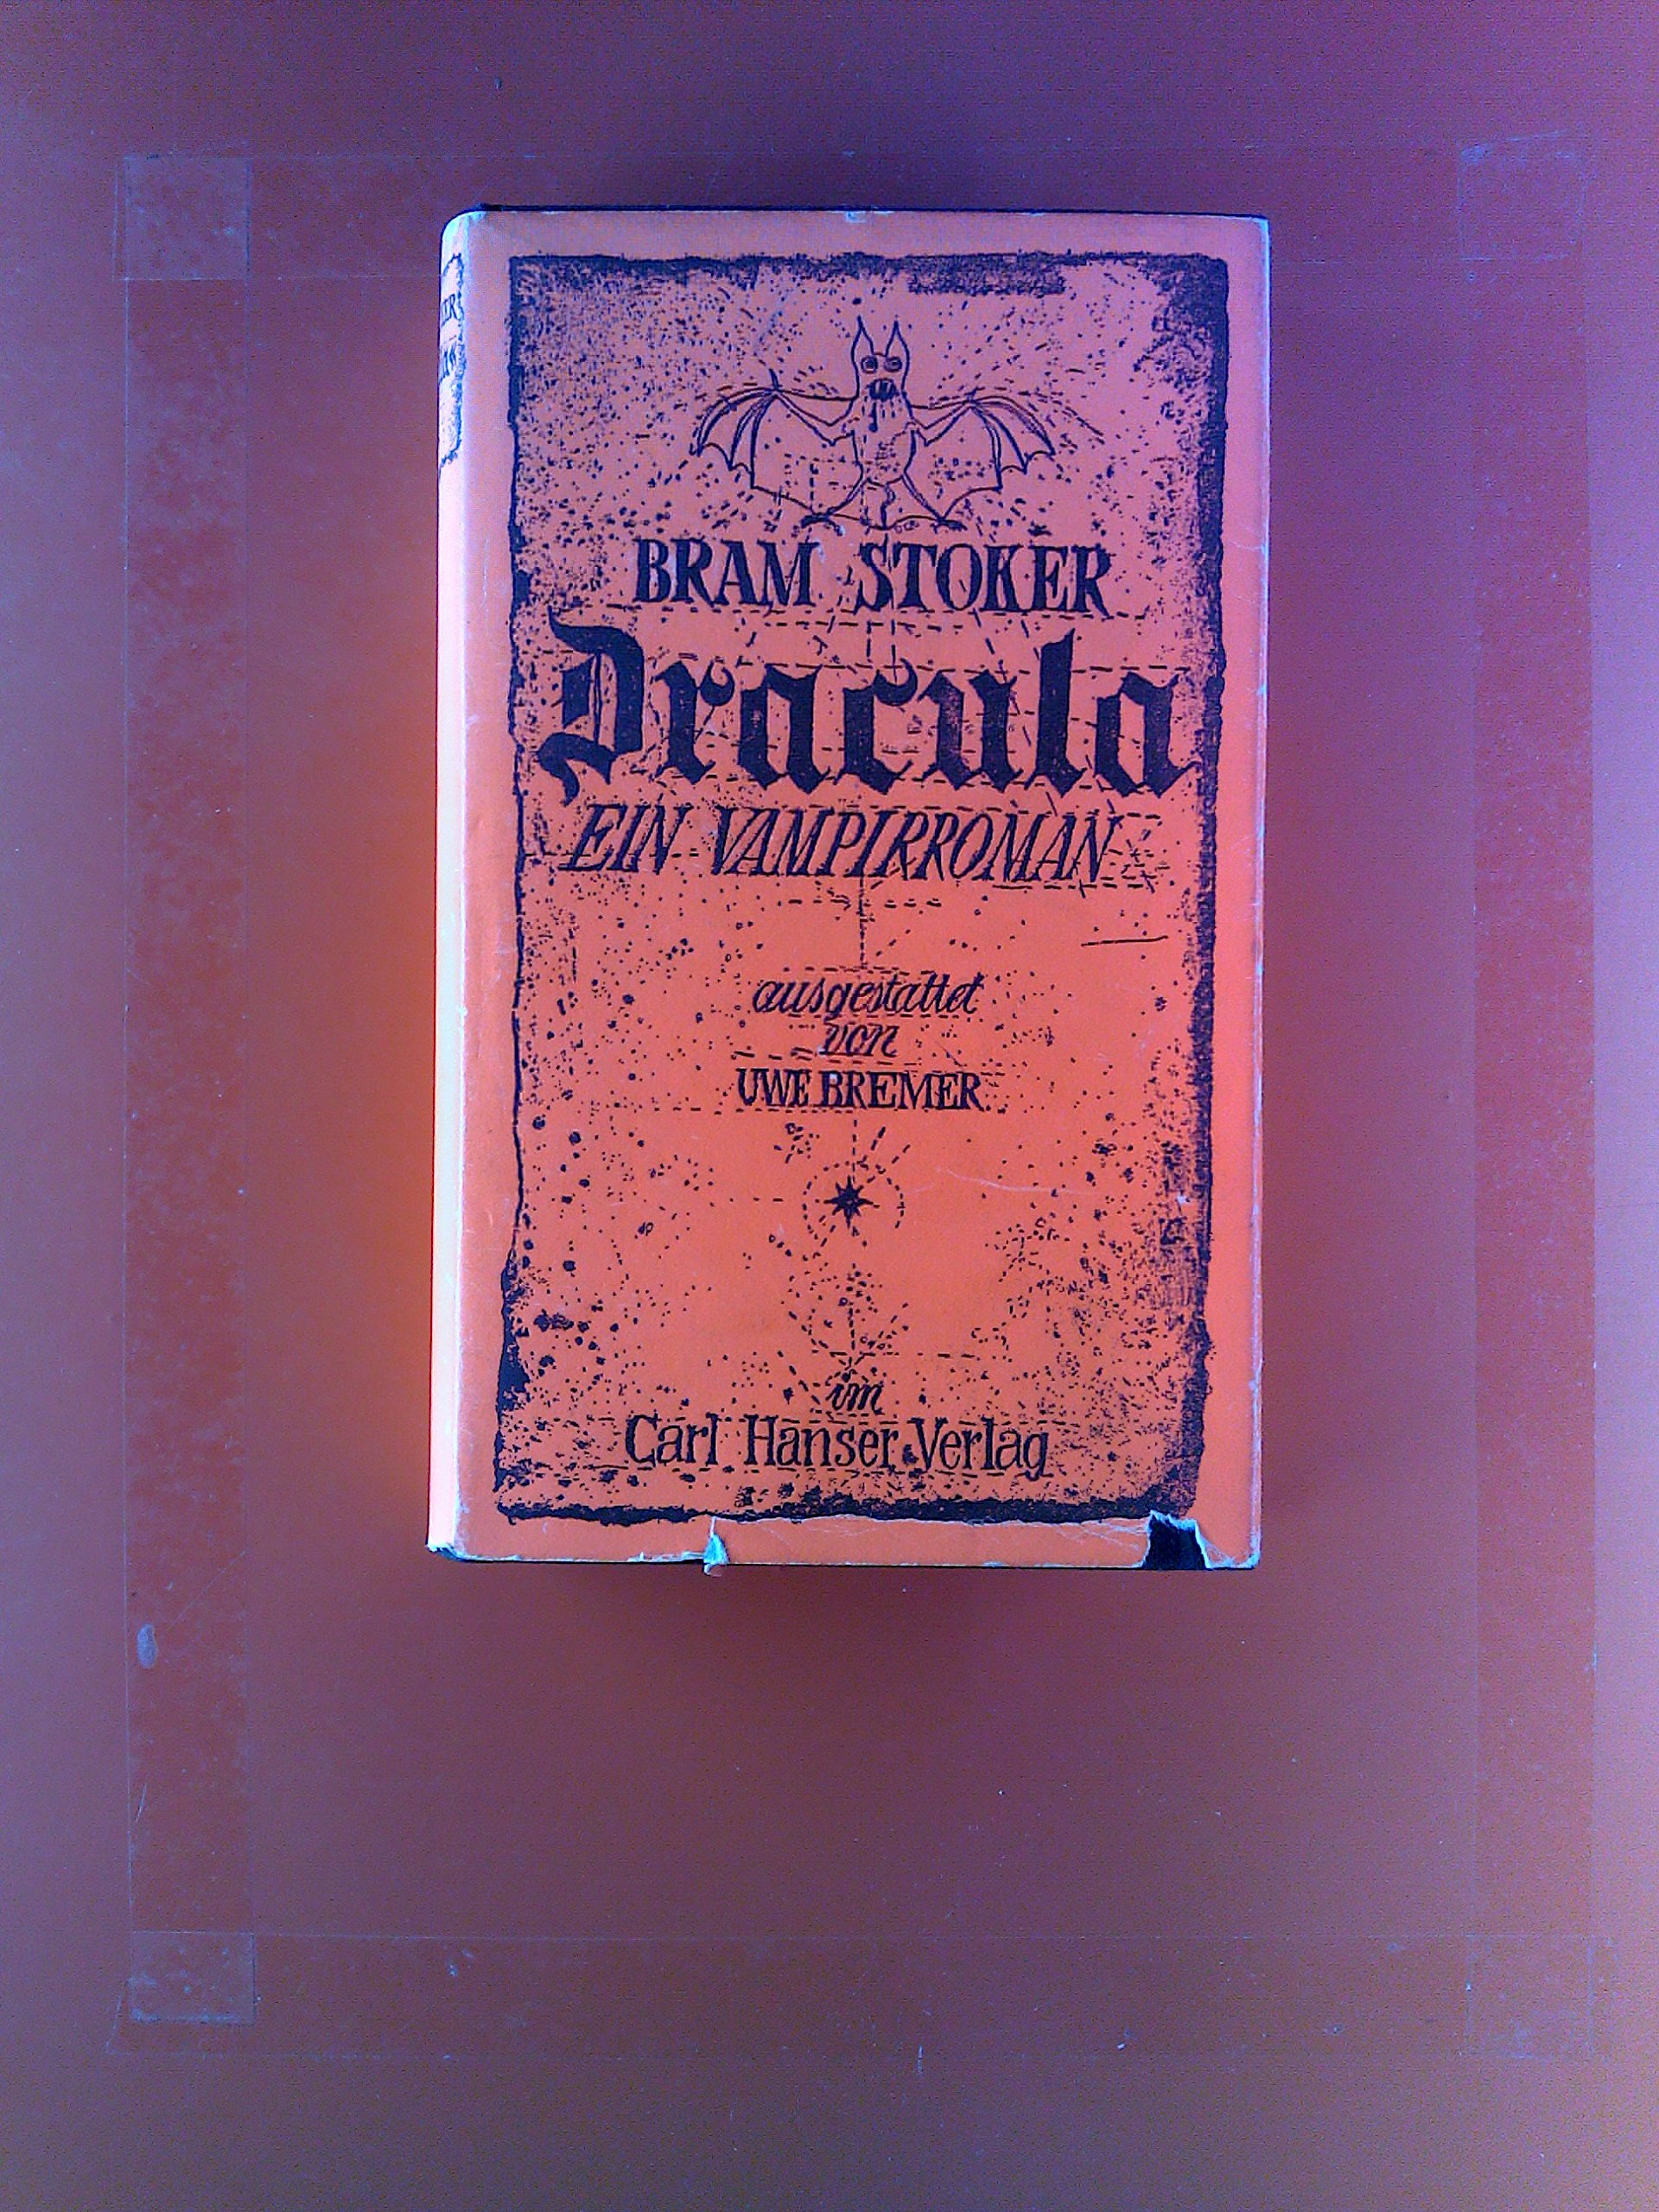 BRAM STOKER
Dracula
EIN VAMPIRROMAN
ausgestattet
von
UWE BREMER
im
Carl Hanser Verlag